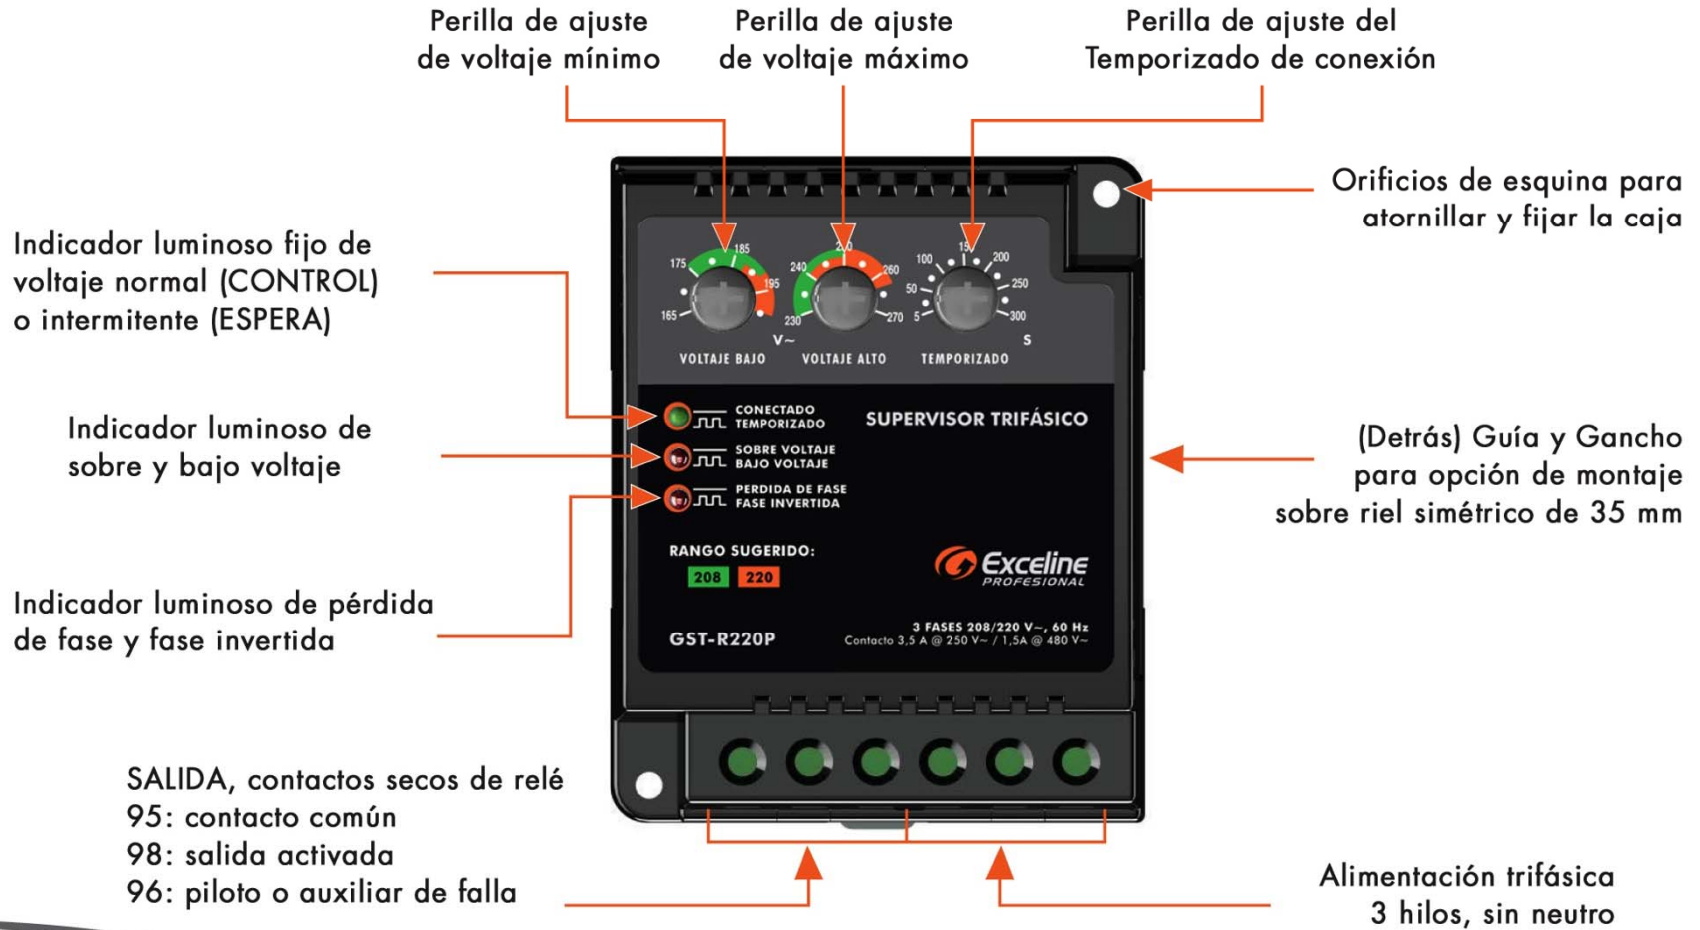 Perilla de ajuste
de voltaje mínimo
Perilla de ajuste
de voltaje máximo
Perilla de ajuste del
Temporizado de conexión
Orificios de esquina para
atornillar y fijar la caja
Indicador luminoso fijo de
voltaje normal (CONTROL)
o intermitente (ESPERA)
165
175
185
195
V~
VOLTAJE BAJO
230
240
260
270
VOLTAJE ALTO
5
50
100
200
250
300
S
TEMPORIZADO
CONECTADO
TEMPORIZADO
SUPERVISOR TRIFÁSICO
SOBRE VOLTAJE
BAJO VOLTAJE
PERDIDA DE FASE
FASE INVERTIDA
Indicador luminoso de
sobre y bajo voltaje
(Detrás) Guía y Gancho
para opción de montaje
sobre riel simétrico de 35 mm
RANGO SUGERIDO:
208 220
Exceline
PROFESIONAL
Indicador luminoso de pérdida
de fase y fase invertida
GST-R220P
3 FASES 208/220 V~, 60 Hz
Contacto 3,5 A @ 250 V~ / 1,5A @ 480 V~
SALIDA, contactos secos de relé
95: contacto común
98: salida activada
96: piloto o auxiliar de falla
Alimentación trifásica
3 hilos, sin neutro